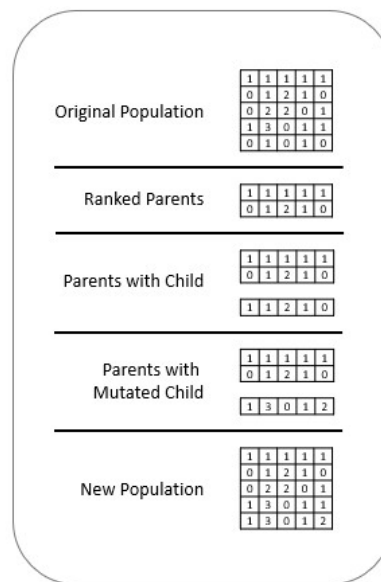 Original Population
1 1 1 1 1
0 1 2 1 0
0 2 2 0 1
1 3 0 1 1
0 1 0 1 0
Ranked Parents
1 1 1 1 1
0 1 2 1 0
Parents with Child
1 1 1 1 1
0 1 2 1 0
1 1 2 1 0
Parents with
Mutated Child
1 1 1 1 1
0 1 2 1 0
1 3 0 1 2
New Population
1 1 1 1 1
0 1 2 1 0
0 2 2 0 1
1 3 0 1 1
1 3 0 1 2